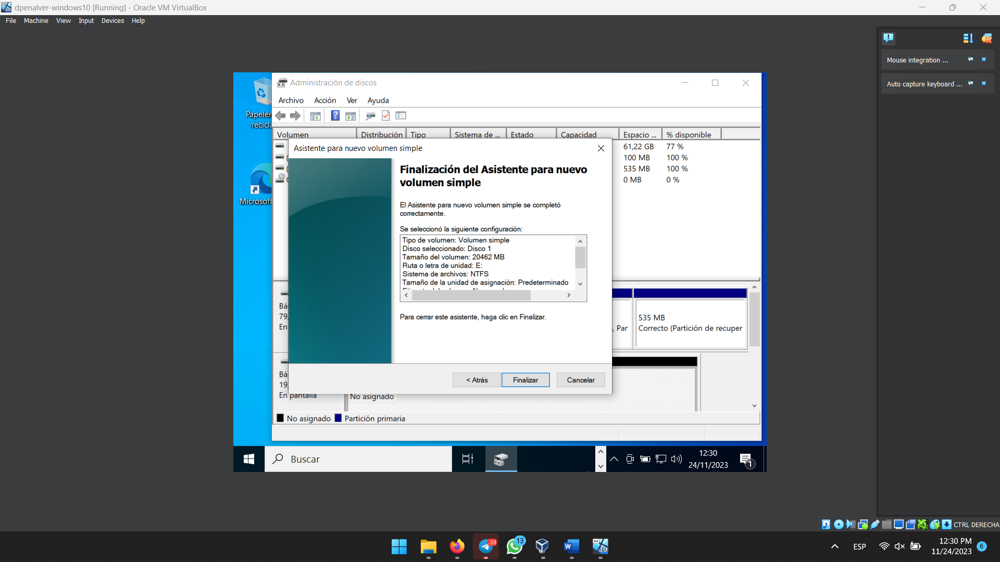 dpenalver-windows10 [Running] - Oracle VM VirtualBox
File Machine View Input Devices Help
Mouse integration ...
Auto capture keyboard ...
Administración de discos
Archivo Acción Ver Ayuda
Volumen Distribución Tipo Sistema de ... Estado Capacidad Espacio ... % disponible
61,22 GB 77 %
100 MB 100 %
535 MB 100 %
0 MB 0 %
Asistente para nuevo volumen simple
Finalización del Asistente para nuevo
volumen simple
El Asistente para nuevo volumen simple se completó
correctamente.
Se seleccionó la siguiente configuración:
Tipo de volumen: Volumen simple
Disco seleccionado: Disco 1
Tamaño del volumen: 20462 MB
Ruta o letra de unidad: E:
Sistema de archivos: NTFS
Tamaño de la unidad de asignación: Predeterminado
Para cerrar este asistente, haga clic en Finalizar.
< Atrás Finalizar Cancelar
Papeler
recicla
Microsoft
Bás
79,
En
, Par
535 MB
Correcto (Partición de recuper
Bás
19,
En pantalla
No asignado
No asignado Partición primaria
Buscar
12:30
24/11/2023
1
CTRL DERECHA
64
10
..59
13
W
64
10
ESP
12:30 PM
11/24/2023
6